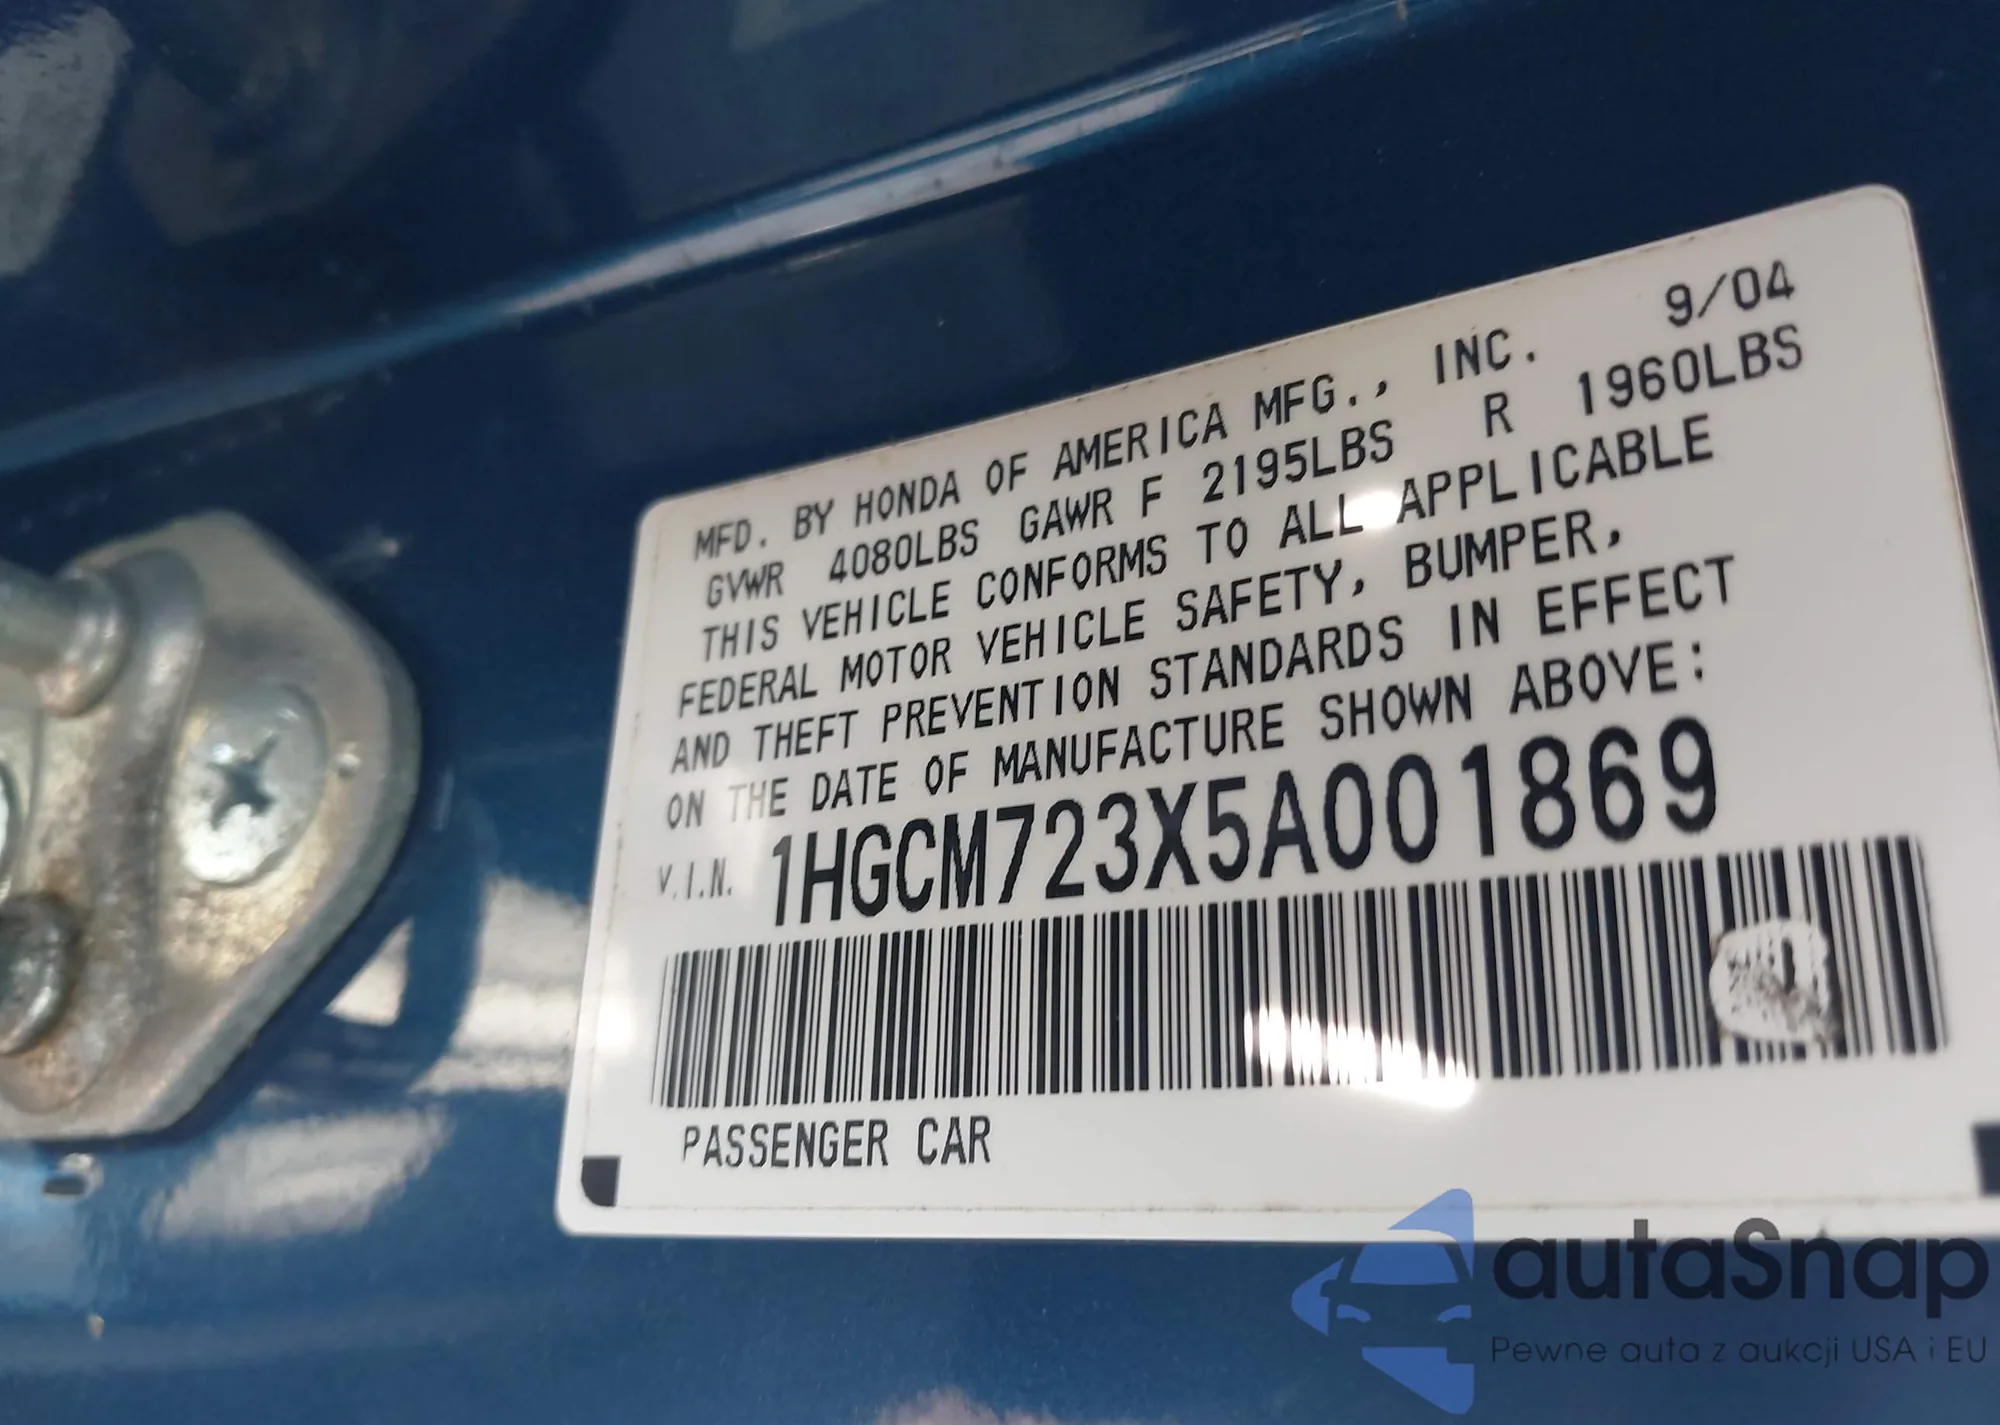 MFD. BY HONDA OF AMERICA MFG., INC. 9/04
GVWR 4080LBS GAWR F 2195LBS R 1960LBS
THIS VEHICLE CONFORMS TO ALL APPLICABLE
FEDERAL MOTOR VEHICLE SAFETY, BUMPER,
AND THEFT PREVENTION STANDARDS IN EFFECT
ON THE DATE OF MANUFACTURE SHOWN ABOVE:
V.I.N. 1HGCM723X5A001869
PASSENGER CAR
autaSnap
Pewne auta z aukcji USA i EU